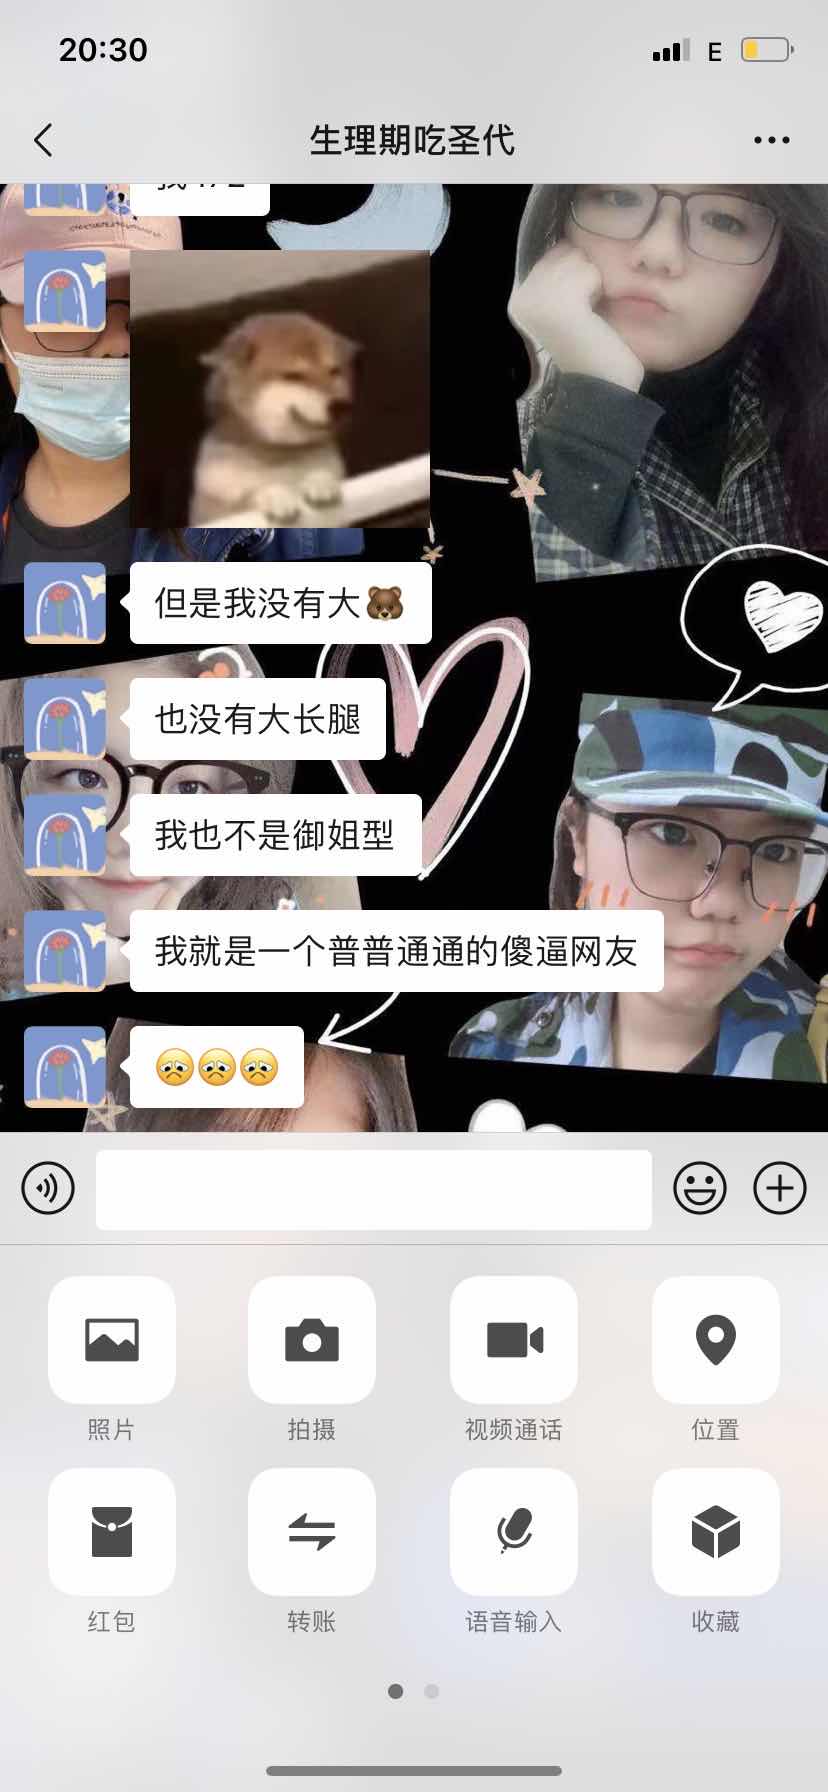 20:30
E
生理期吃圣代
但是我没有大🐻
也没有大长腿
我也不是御姐型
我就是一个普普通通的傻逼网友
😞😞😞
照片
拍摄
视频通话
位置
红包
转账
语音输入
收藏